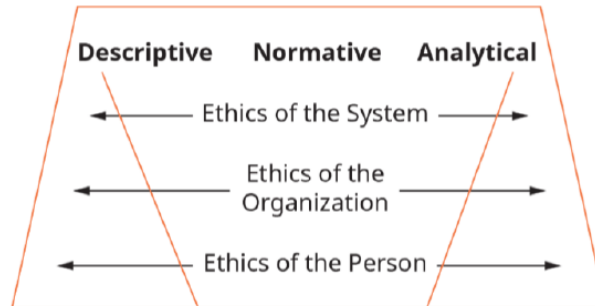 Descriptive Normative Analytical
Ethics of the System
Ethics of the
Organization
Ethics of the Person